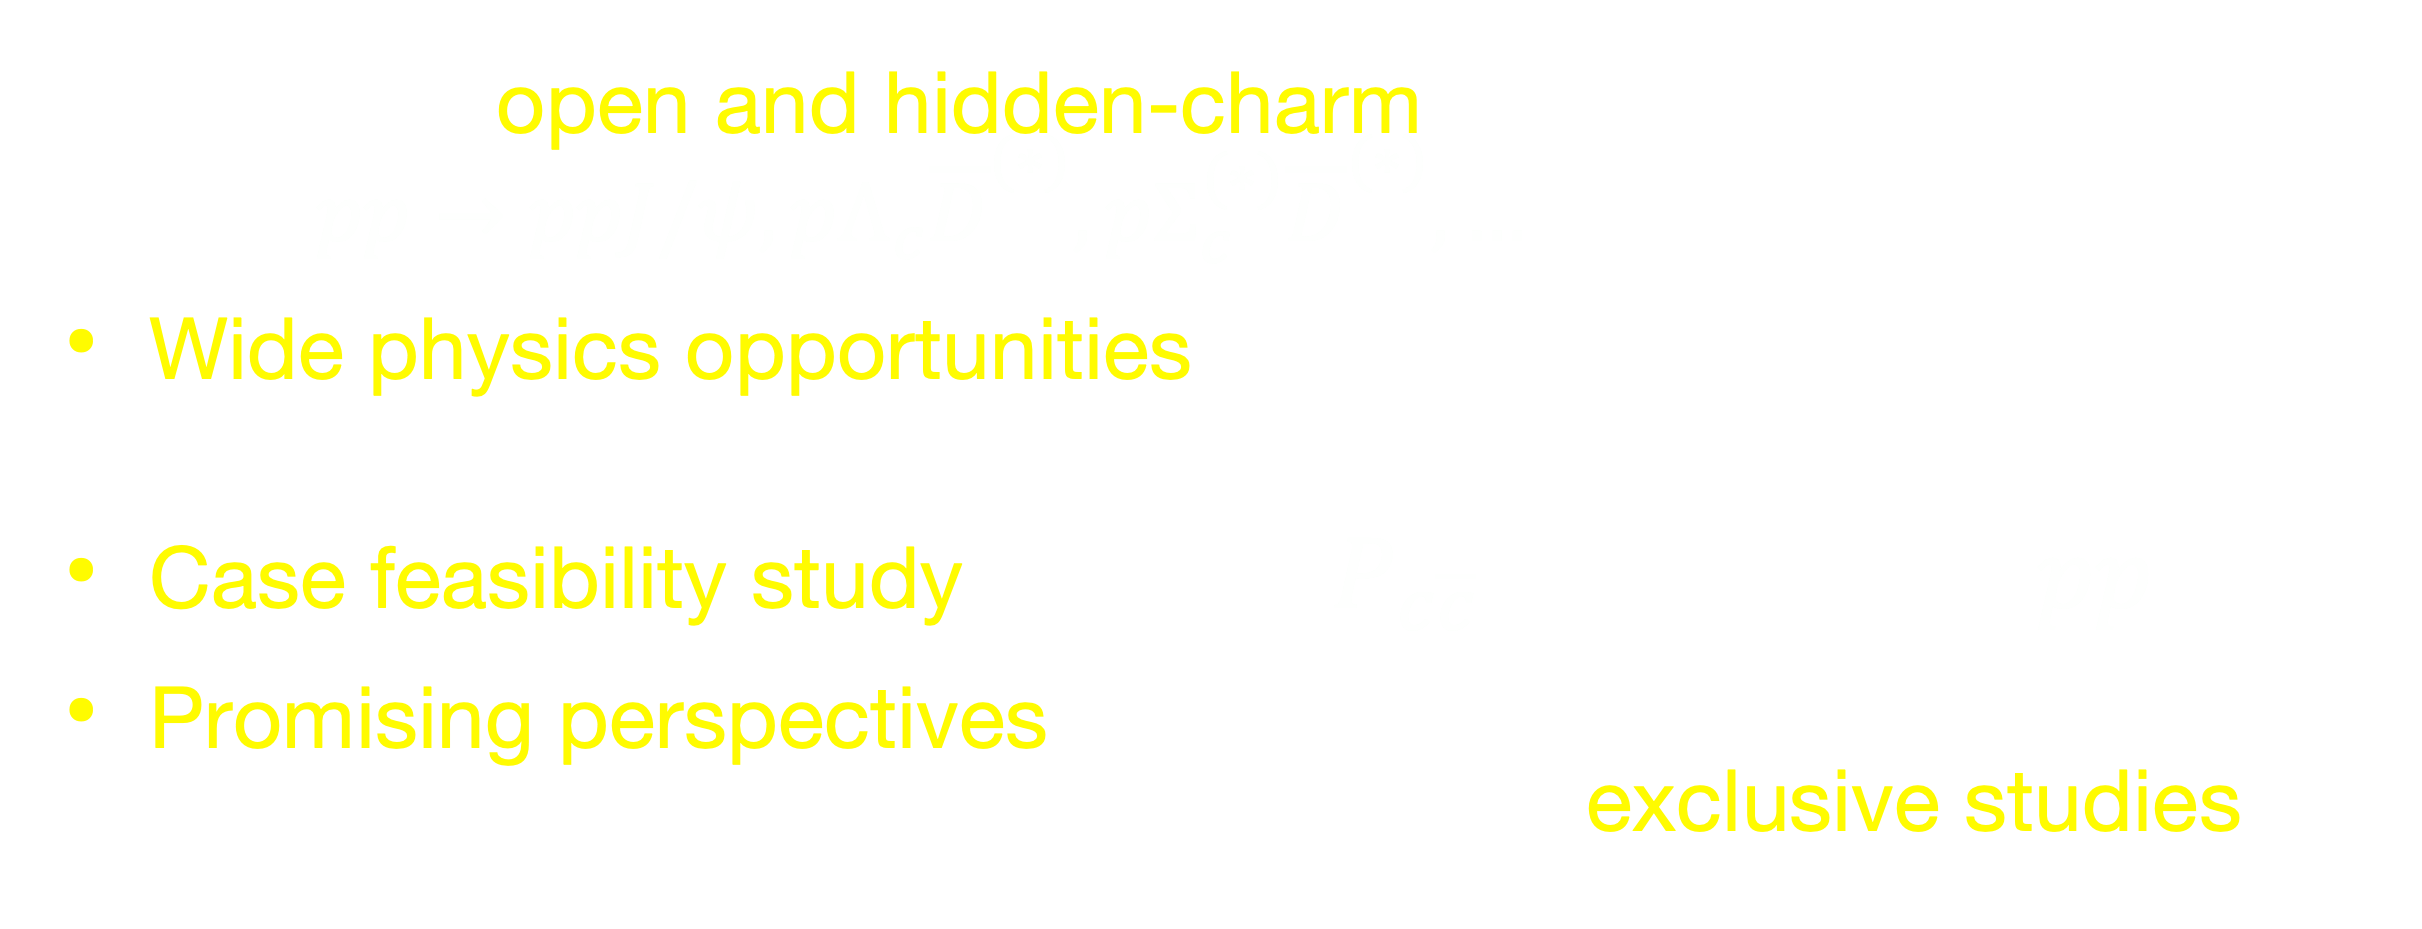 open and hidden-charm
• Wide physics opportunities
• Case feasibility study
• Promising perspectives
exclusive studies